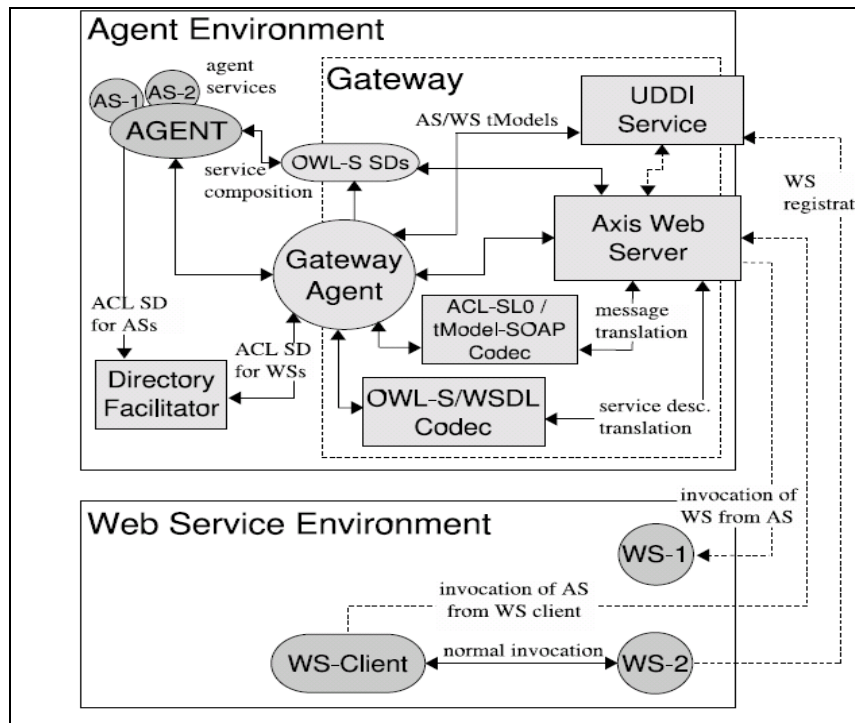 Agent Environment
agent
services
AS-1
AS-2
AGENT
Gateway
UDDI
Service
AS/WS tModels
service
composition
OWL-S SDs
WS
registrat
Axis Web
Server
Gateway
Agent
ACL SD
for ASs
ACL SD
for WSs
ACL-SL0 /
tModel-SOAP
Codec
message
translation
Directory
Facilitator
OWL-S/WSDL
Codec
service desc.
translation
invocation of
WS from AS
Web Service Environment
WS-1
invocation of AS
from WS client
WS-Client
normal invocation
WS-2